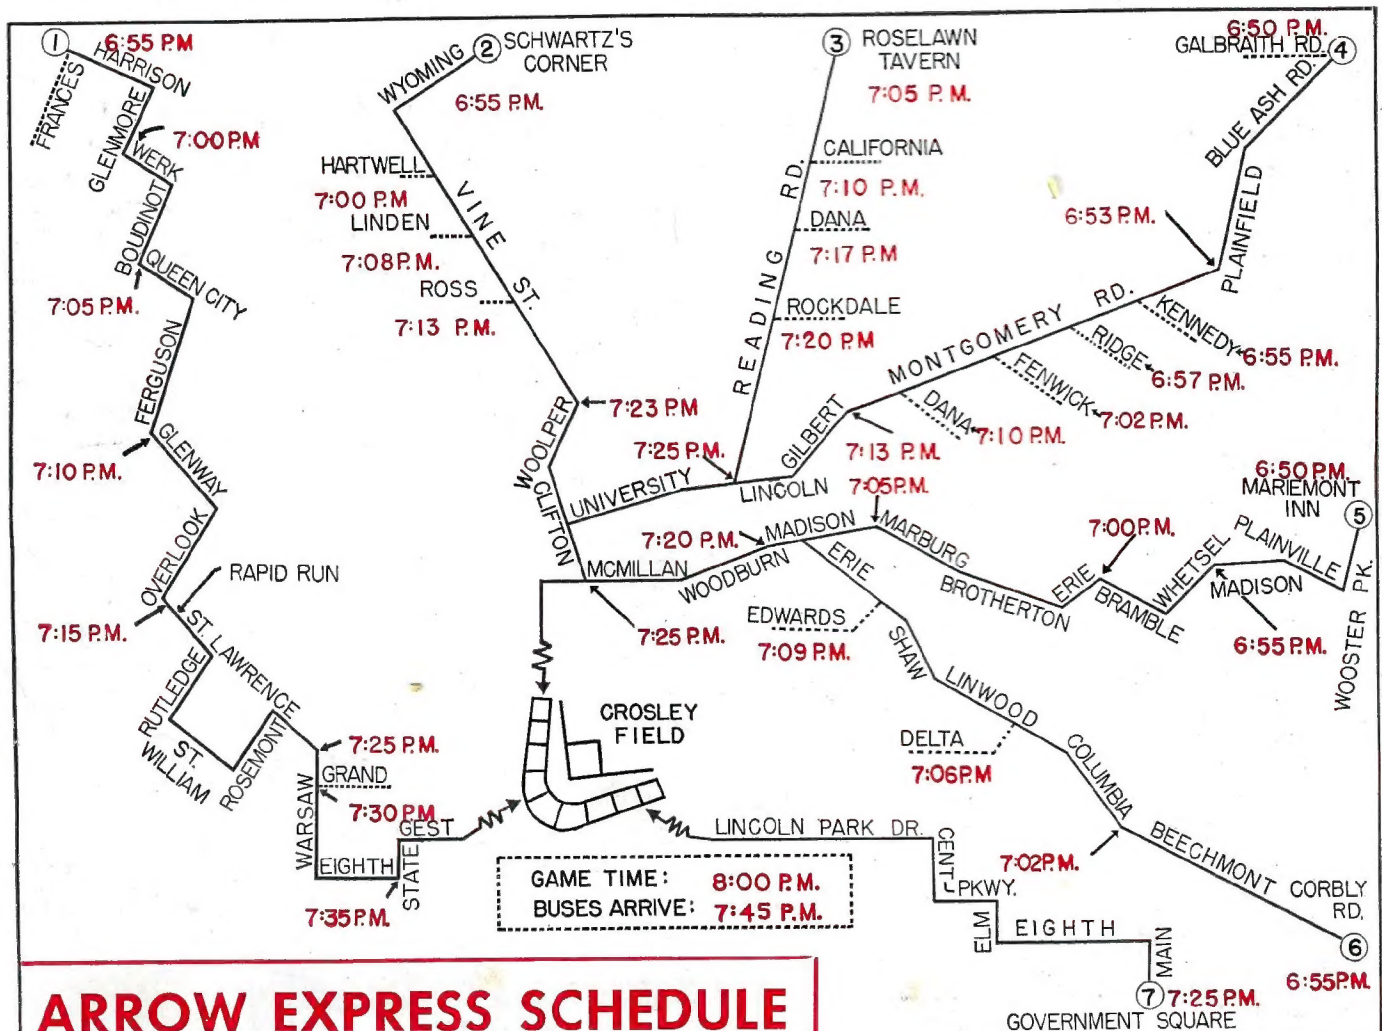 1
6:55 P.M
HARRISON
FRANCES
GLENMORE
7:00PM
WERK
BOUDINOT
QUEEN CITY
7:05 P.M.
FERGUSON
GLENWAY
7:10 P.M.
OVERLOOK
RAPID RUN
7:15 P.M.
ST. LAWRENCE
RUTLEDGE
ST.
WILLIAM
ROSEMONT
7:25 P.M.
WARSAW
GRAND
7:30 P.M
EIGHTH
STATE
GEST
7:35 P.M.
2
SCHWARTZ'S
CORNER
6:55 P.M.
WYOMING
HARTWELL
7:00 P.M
VINE ST.
LINDEN
7:08 P.M.
ROSS
7:13 P.M.
7:23 P.M
WOOLPER
CLIFTON
UNIVERSITY
3
ROSELAWN
TAVERN
7:05 P.M.
CALIFORNIA
7:10 P.M.
READING RD.
DANA
7:17 P.M
ROCKDALE
7:20 P.M
7:25 P.M.
LINCOLN
6:50 P.M.
GALBRAITH RD.
4
BLUE ASH RD.
PLAINFIELD
6:53 P.M.
MONTGOMERY RD.
KENNEDY
6:55 P.M.
RIDGE
6:57 P.M.
FENWICK
7:02 P.M.
DANA
7:10 P.M.
GILBERT
7:13 P.M.
6:50 P.M.
MARIEMONT
INN
5
WOOSTER PK.
PLAINVILLE
MADISON
6:55 P.M.
WHETSEL
BRAMBLE
7:00 P.M.
ERIE
BROTHERTON
MARBURG
7:05 P.M.
MADISON
7:20 P.M.
WOODBURN
MCMILLAN
7:25 P.M.
ERIE
EDWARDS
7:09 P.M.
SHAW
LINWOOD
DELTA
7:06 P.M
COLUMBIA
7:02 P.M.
BEECHMONT
CORBLY
RD.
6
6:55 P.M.
CROSLEY
FIELD
LINCOLN PARK DR.
CENT-
PKWY.
ELM
EIGHTH
MAIN
7
7:25 P.M.
GOVERNMENT SQUARE
GAME TIME: 8:00 P.M.
BUSES ARRIVE: 7:45 P.M.
ARROW EXPRESS SCHEDULE